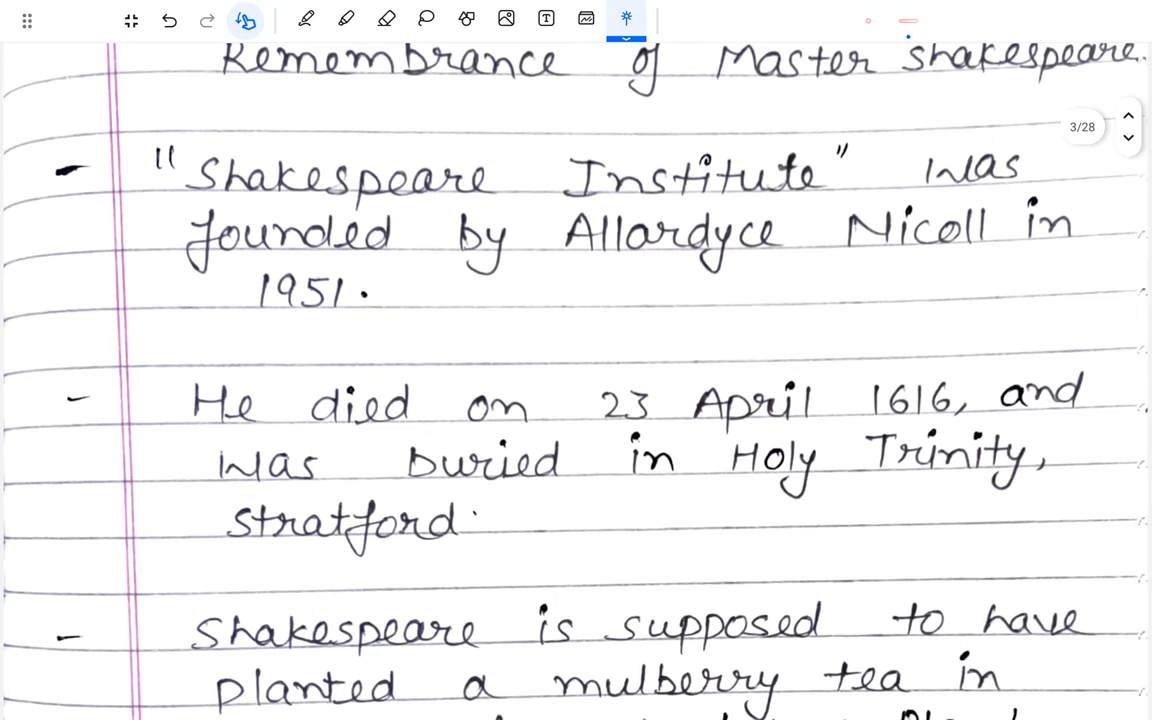 Remembrance of Master Shakespeare.
3/28
- "Shakespeare Institute" was
founded by Allardyce Nicoll in
1951.
- He died on 23 April 1616, and
was buried in Holy Trinity,
Stratford.
- Shakespeare is supposed to have
planted a mulberry tea in